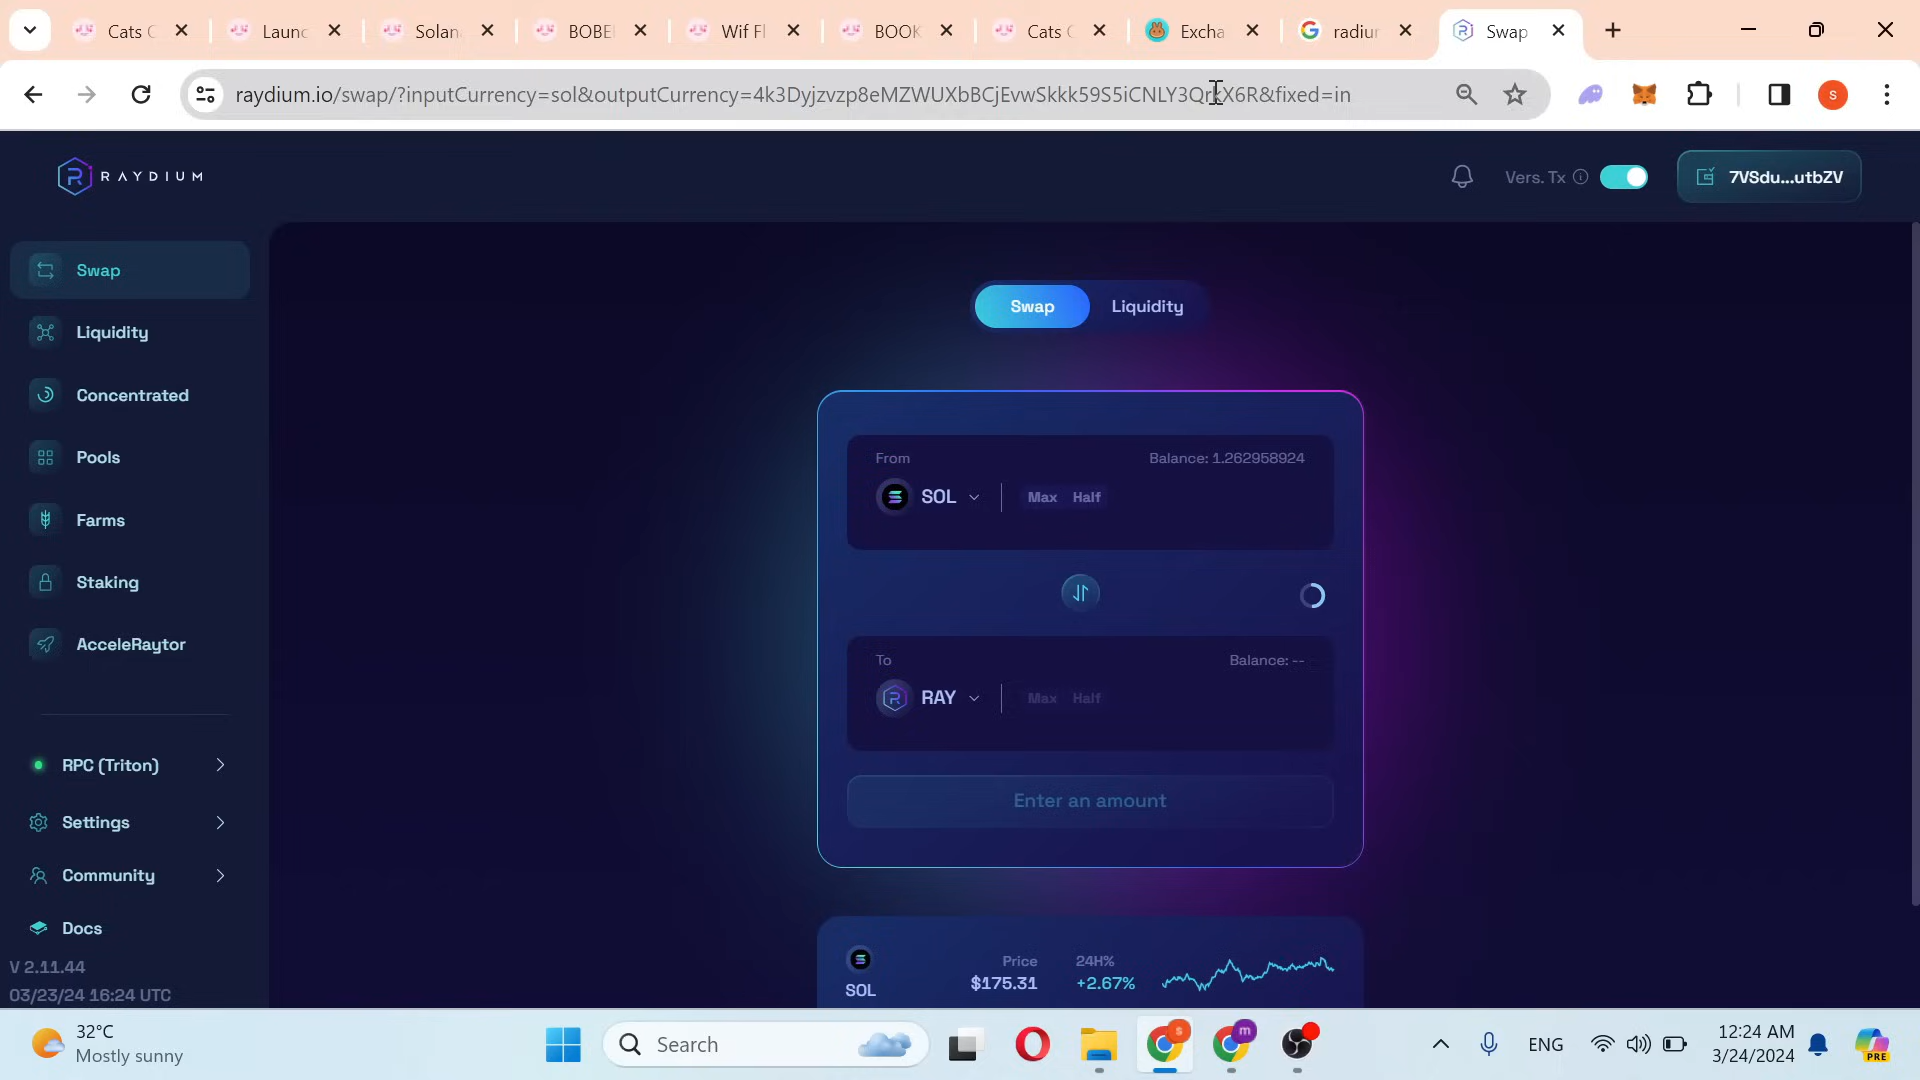 Cats C
Launc
Solan
BOBE
Wif Fl
BOOK
Cats C
Excha
radiur
Swap
raydium.io/swap/?inputCurrency=sol&outputCurrency=4k3Dyjzvzp8eMZWUXbBCjEvwSkkk59S5iCNLY3QrkX6R&fixed=in
S
RAYDIUM
Vers. Tx
7VSdu...utbZV
Swap
Liquidity
Concentrated
Pools
Farms
Staking
AcceleRaytor
RPC (Triton)
Settings
Community
Docs
V 2.11.44
03/23/24 16:24 UTC
Swap
Liquidity
From
Balance: 1.262958924
SOL
Max
Half
To
Balance: --
RAY
Max
Half
Enter an amount
SOL
Price
$175.31
24H%
+2.67%
32°C
Mostly sunny
Search
s
m
ENG
12:24 AM
3/24/2024
PRE